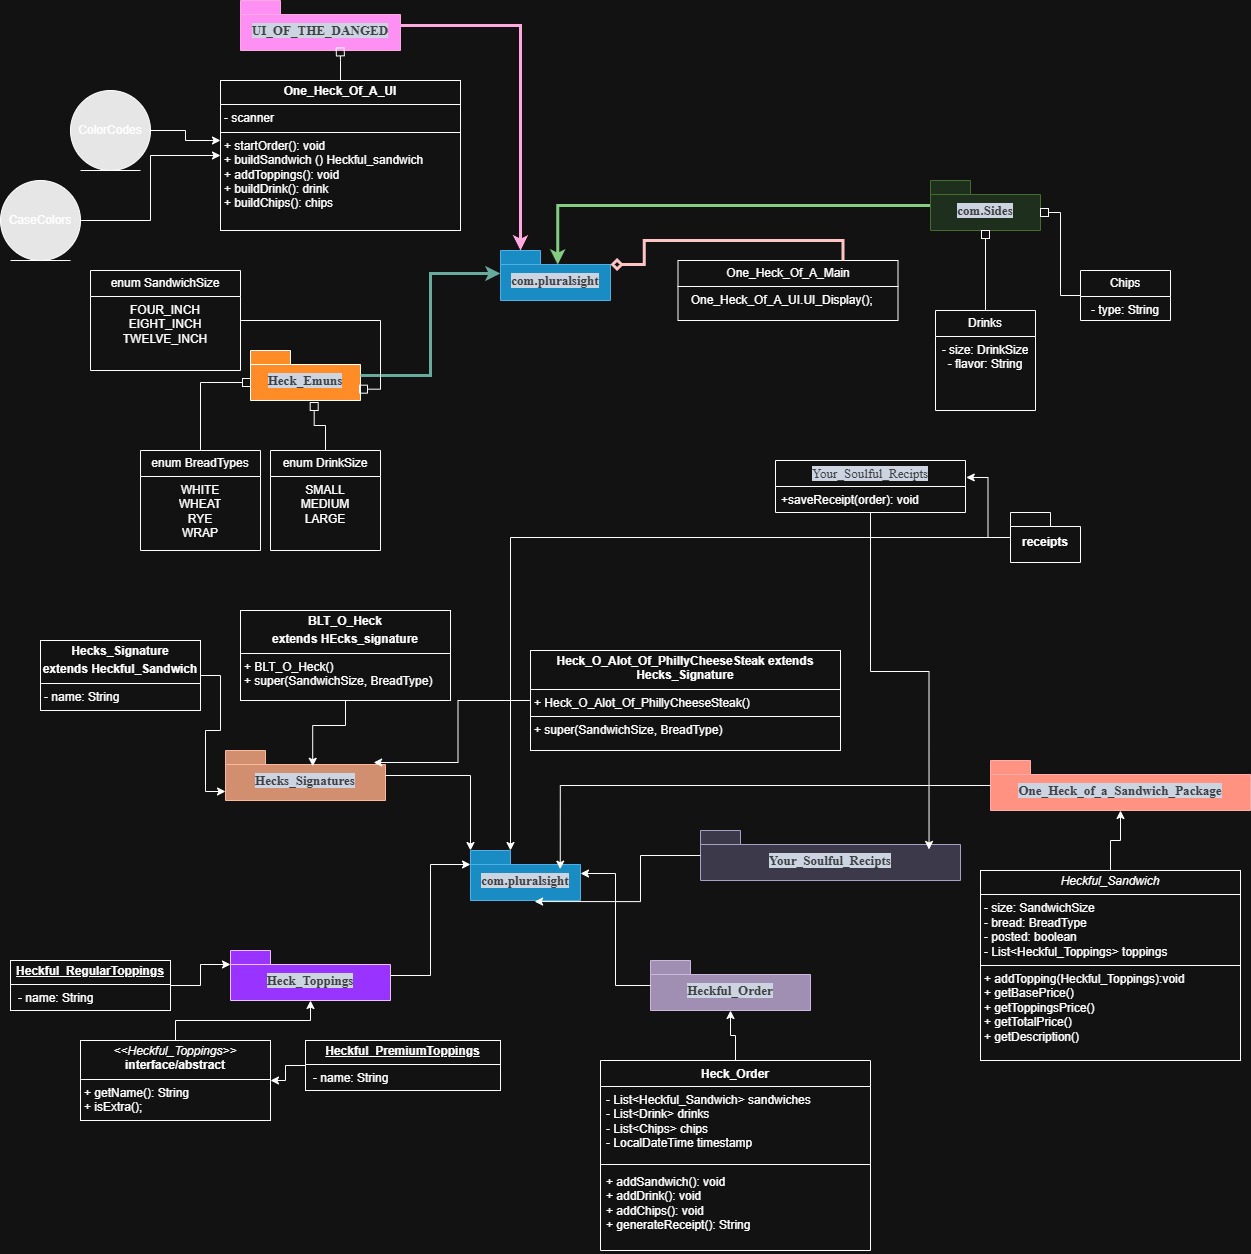 UI_OF_THE_DANGED
One_Heck_Of_A_UI
- scanner
+ startOrder(): void
+ buildSandwich () Heckful_sandwich
+ addToppings(): void
+ buildDrink(): drink
+ buildChips(): chips
ColorCodes
CaseColors
com.Sides
com.pluralsight
One_Heck_Of_A_Main
One_Heck_Of_A_UI.UI_Display();
Chips
- type: String
Drinks
- size: DrinkSize
- flavor: String
enum SandwichSize
FOUR_INCH
EIGHT_INCH
TWELVE_INCH
Heck_Emuns
enum BreadTypes
WHITE
WHEAT
RYE
WRAP
enum DrinkSize
SMALL
MEDIUM
LARGE
Your_Soulful_Recipts
+saveReceipt(order): void
receipts
BLT_O_Heck
extends HEcks_signature
+ BLT_O_Heck()
+ super(SandwichSize, BreadType)
Hecks_Signature
extends Heckful_Sandwich
- name: String
Heck_O_Alot_Of_PhillyCheeseSteak extends
Hecks_Signature
+ Heck_O_Alot_Of_PhillyCheeseSteak()
+ super(SandwichSize, BreadType)
Hecks_Signatures
One_Heck_of_a_Sandwich_Package
Your_Soulful_Recipts
com.pluralsight
Heckful_Sandwich
- size: SandwichSize
- bread: BreadType
- posted: boolean
- List<Heckful_Toppings> toppings
+ addTopping(Heckful_Toppings):void
+ getBasePrice()
+ getToppingsPrice()
+ getTotalPrice()
+ getDescription()
Heckful_RegularToppings
- name: String
Heck_Toppings
Heckful_Order
<<Heckful_Toppings>>
interface/abstract
+ getName(): String
+ isExtra();
Heckful_PremiumToppings
- name: String
Heck_Order
- List<Heckful_Sandwich> sandwiches
- List<Drink> drinks
- List<Chips> chips
- LocalDateTime timestamp
+ addSandwich(): void
+ addDrink(): void
+ addChips(): void
+ generateReceipt(): String